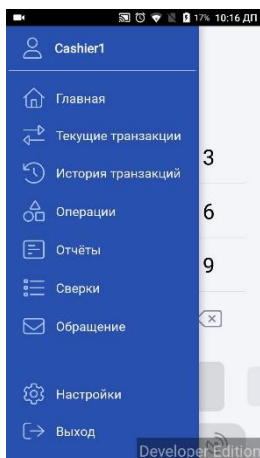 17% 10:16 ДП
Cashier1
Главная
Текущие транзакции
3
История транзакций
Операции
6
Отчёты
9
Сверки
Обращение
Настройки
Выход
Developer Edition